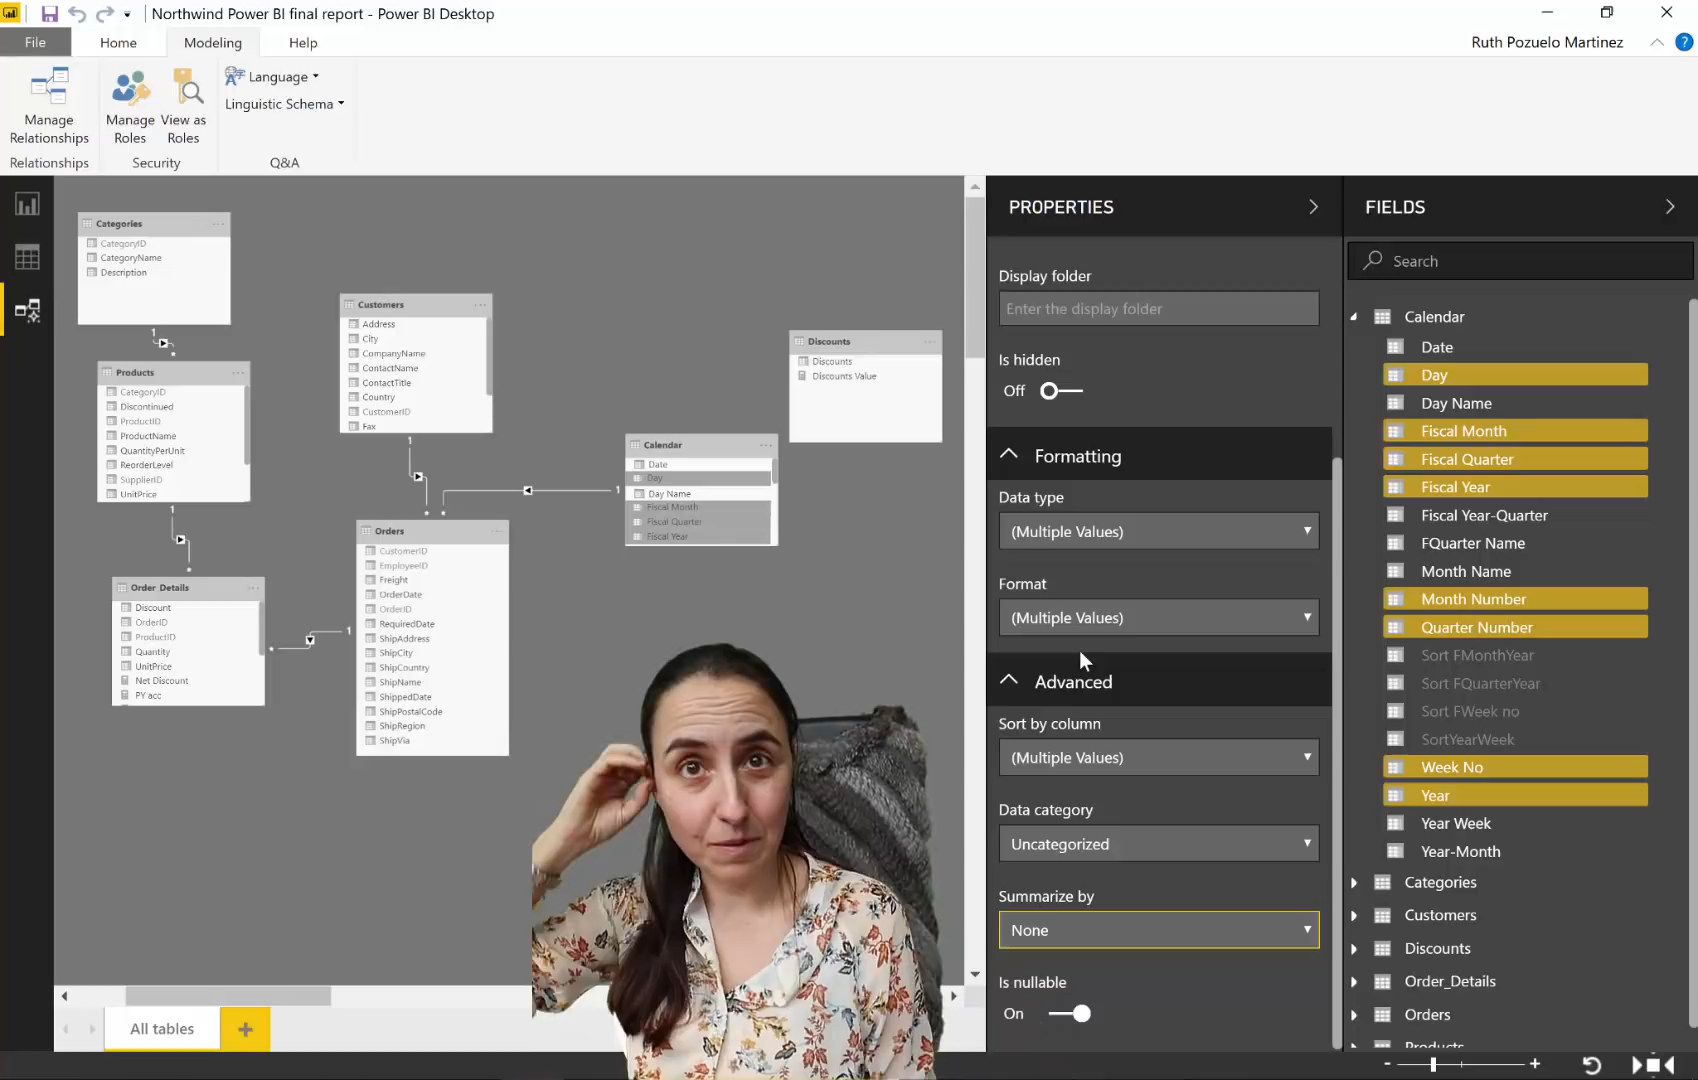 Northwind Power BI final report - Power BI Desktop
File
Home
Modeling
Help
Ruth Pozuelo Martinez
?
Manage
Relationships
Manage
Roles
View as
Roles
Language
Linguistic Schema
Relationships
Security
Q&A
Categories
CategoryID
CategoryName
Description
1
*
Products
CategoryID
Discontinued
ProductID
ProductName
QuantityPerUnit
ReorderLevel
SupplierID
UnitPrice
1
*
Order Details
Discount
OrderID
ProductID
Quantity
UnitPrice
Net Discount
PY acc
*
1
Customers
Address
City
CompanyName
ContactName
ContactTitle
Country
CustomerID
Fax
1
*
*
Orders
CustomerID
EmployeeID
Freight
OrderDate
OrderID
RequiredDate
ShipAddress
ShipCity
ShipCountry
ShipName
ShippedDate
ShipPostalCode
ShipRegion
ShipVia
1
Calendar
Date
Day
Day Name
Fiscal Month
Fiscal Quarter
Fiscal Year
Discounts
Discounts
Discounts Value
All tables
+
PROPERTIES
Display folder
Enter the display folder
Is hidden
Off
Formatting
Data type
(Multiple Values)
Format
(Multiple Values)
Advanced
Sort by column
(Multiple Values)
Data category
Uncategorized
Summarize by
None
Is nullable
On
FIELDS
Search
Calendar
Date
Day
Day Name
Fiscal Month
Fiscal Quarter
Fiscal Year
Fiscal Year-Quarter
FQuarter Name
Month Name
Month Number
Quarter Number
Sort FMonthYear
Sort FQuarterYear
Sort FWeek no
SortYearWeek
Week No
Year
Year Week
Year-Month
Categories
Customers
Discounts
Order_Details
Orders
Products
- +